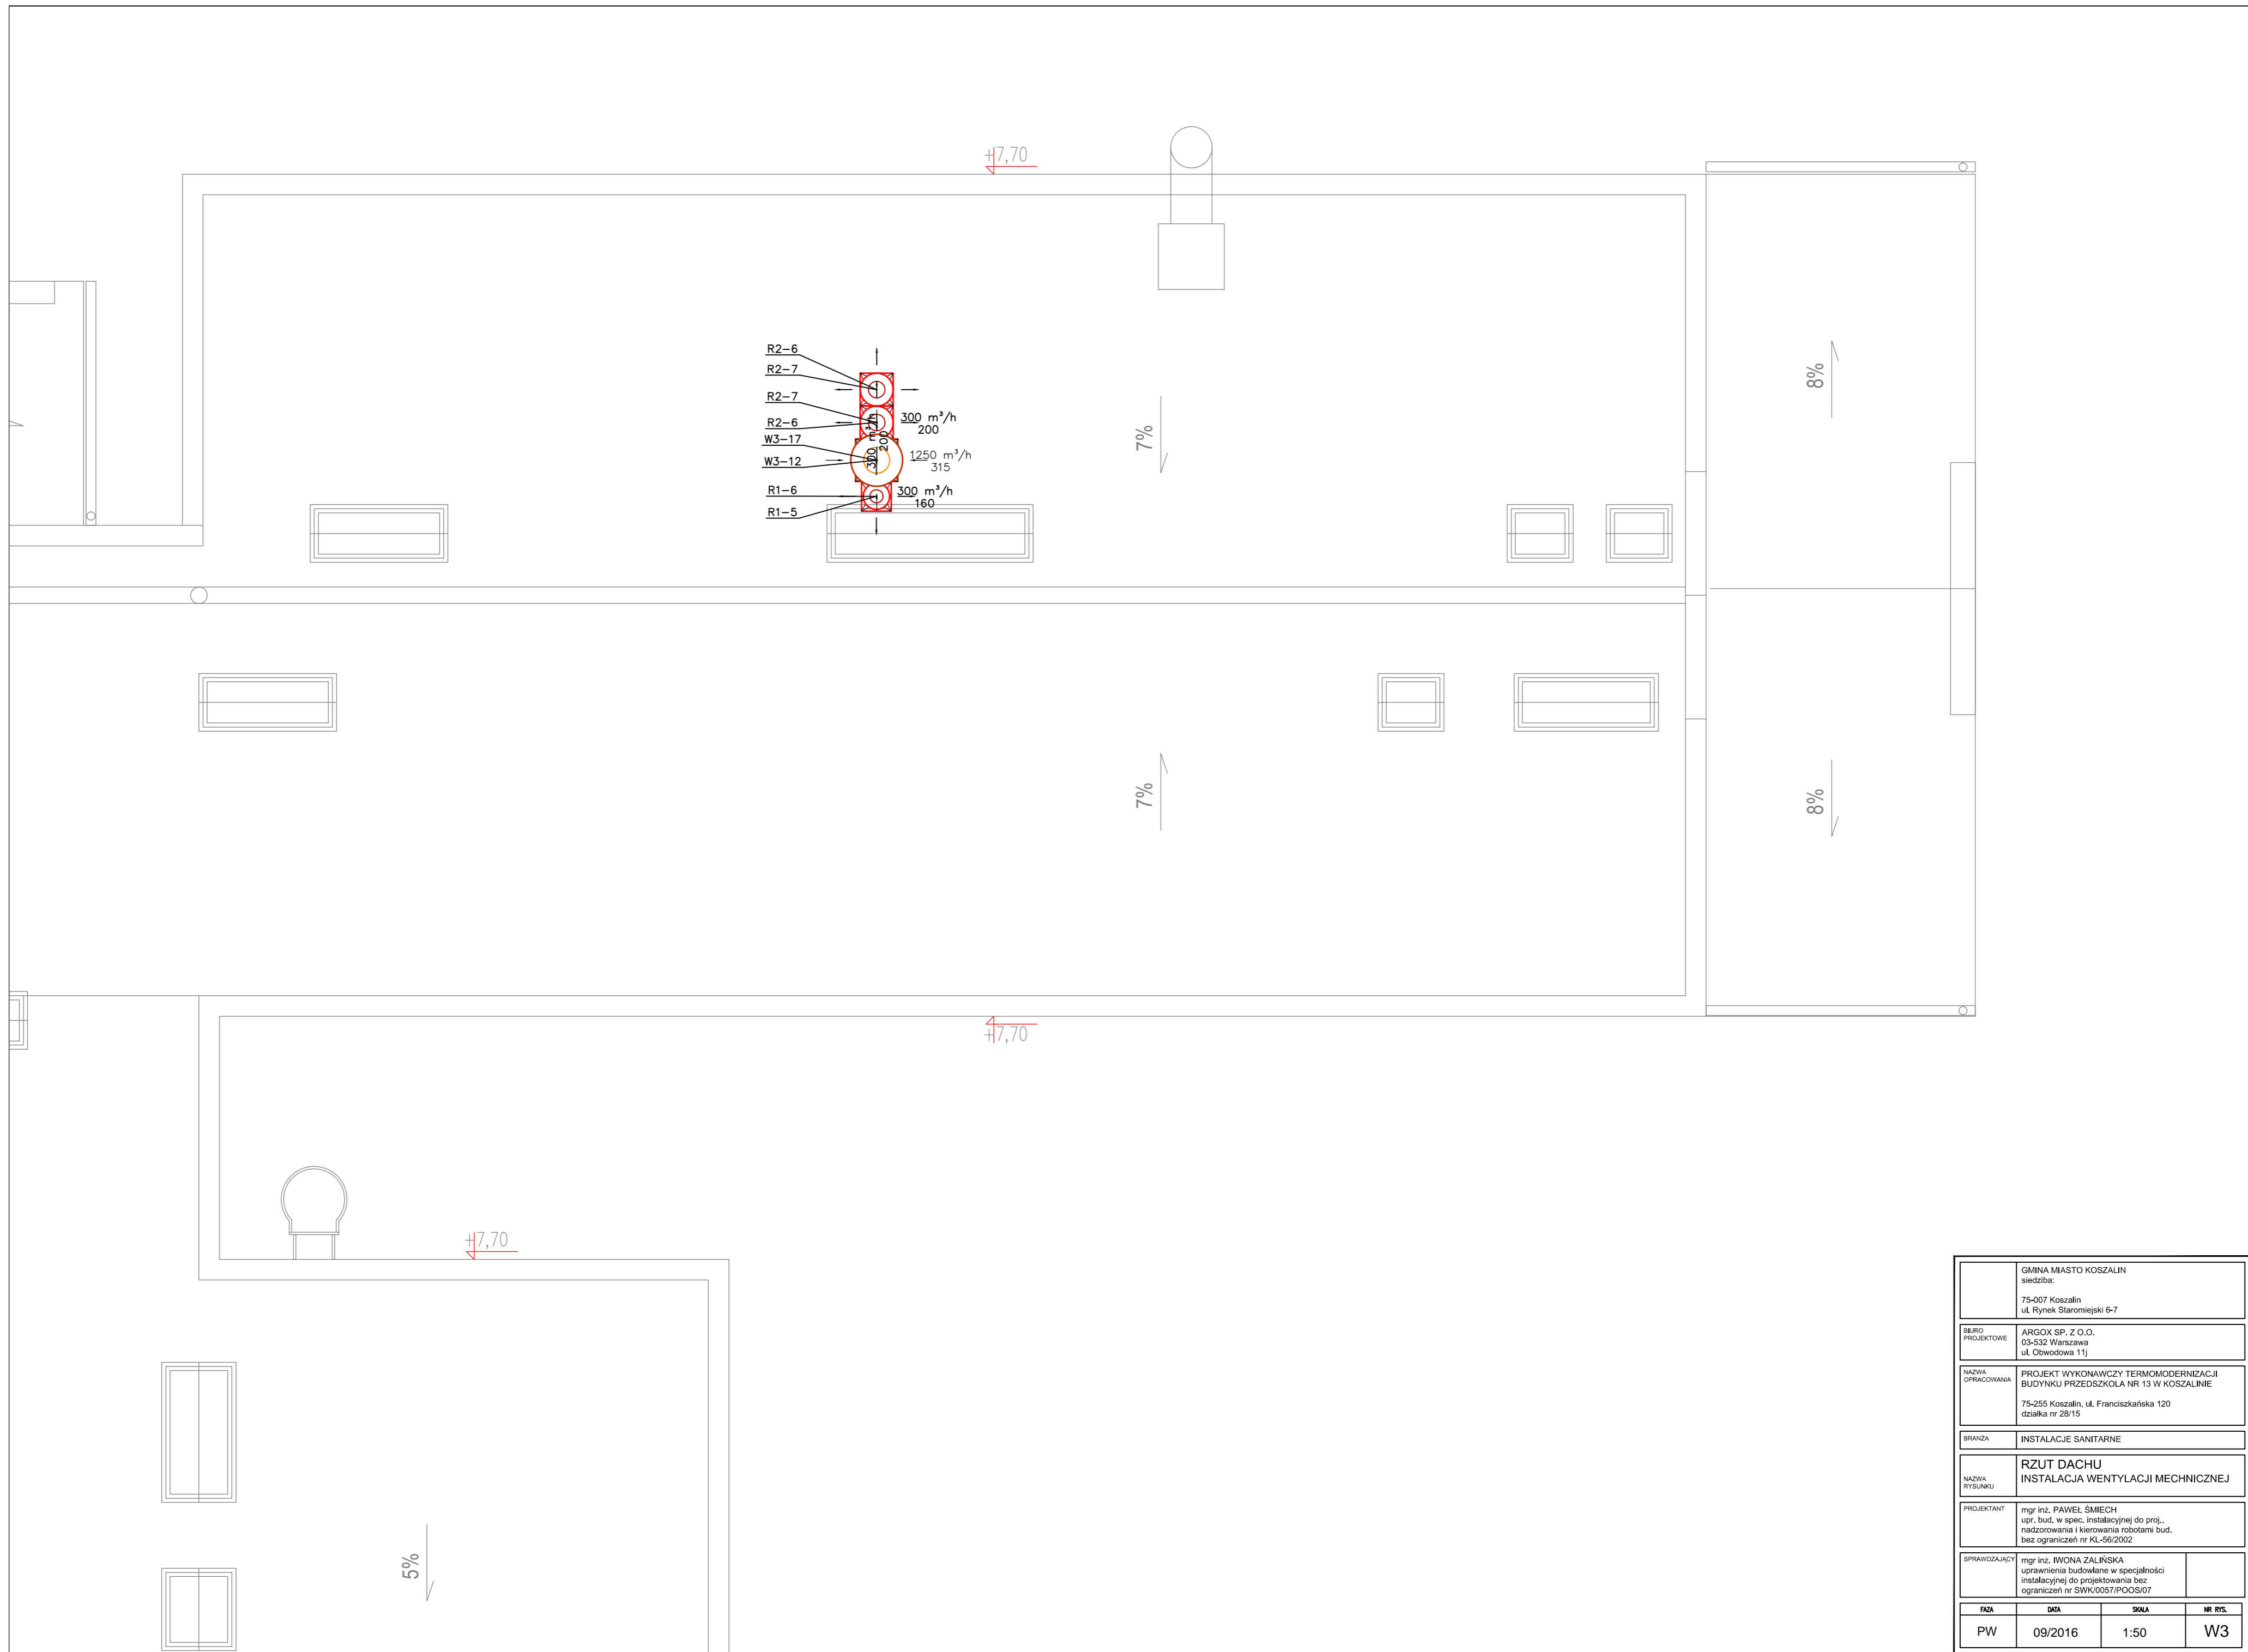 +7,70
R2-6
R2-7
R2-7
R2-6
W3-17
W3-12
R1-6
R1-5
300 m³/h
200
300 m³/h
200
1250 m³/h
315
300 m³/h
160
7%
8%
7%
8%
+7,70
+7,70
5%
GMINA MIASTO KOSZALIN
siedziba:
75-007 Koszalin
ul. Rynek Staromiejski 6-7
BIURO
PROJEKTOWE
ARGOX SP. Z O.O.
03-532 Warszawa
ul. Obwodowa 11j
NAZWA
OPRACOWANIA
PROJEKT WYKONAWCZY TERMOMODERNIZACJI
BUDYNKU PRZEDSZKOLA NR 13 W KOSZALINIE
75-255 Koszalin, ul. Franciszkańska 120
działka nr 28/15
BRANŻA
INSTALACJE SANITARNE
NAZWA
RYSUNKU
RZUT DACHU
INSTALACJA WENTYLACJI MECHNICZNEJ
PROJEKTANT
mgr inż. PAWEŁ ŚMIECH
upr. bud. w spec. instalacyjnej do proj.,
nadzorowania i kierowania robotami bud.
bez ograniczeń nr KL-56/2002
SPRAWDZAJĄCY
mgr inż. IWONA ZALIŃSKA
uprawnienia budowlane w specjalności
instalacyjnej do projektowania bez
ograniczeń nr SWK/0057/POOS/07
FAZA DATA SKALA NR RYS.
PW 09/2016 1:50 W3